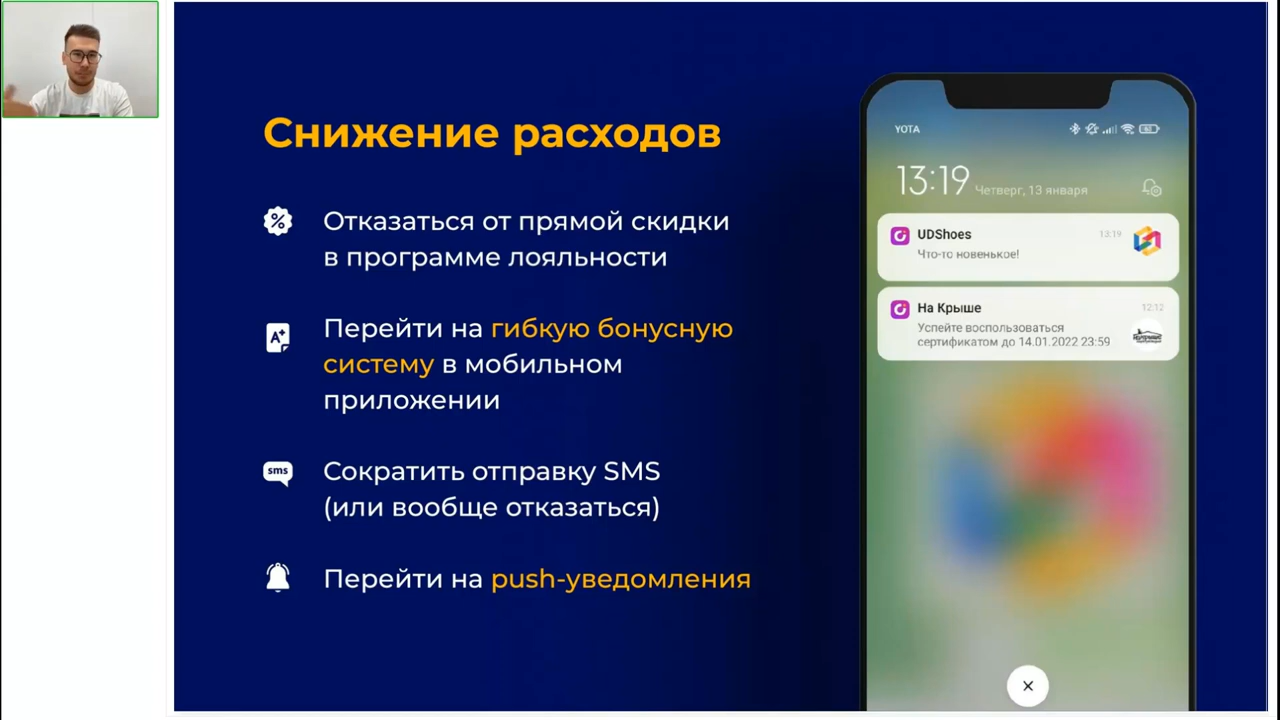 Снижение расходов
Отказаться от прямой скидки
в программе лояльности
Перейти на гибкую бонусную
систему в мобильном
приложении
sms
Сократить отправку SMS
(или вообще отказаться)
Перейти на push-уведомления
YOTA
13:19 Четверг, 13 января
UDShoes 13:19
Что-то новенькое!
На Крыше 12:12
Успейте воспользоваться
сертификатом до 14.01.2022 23:59